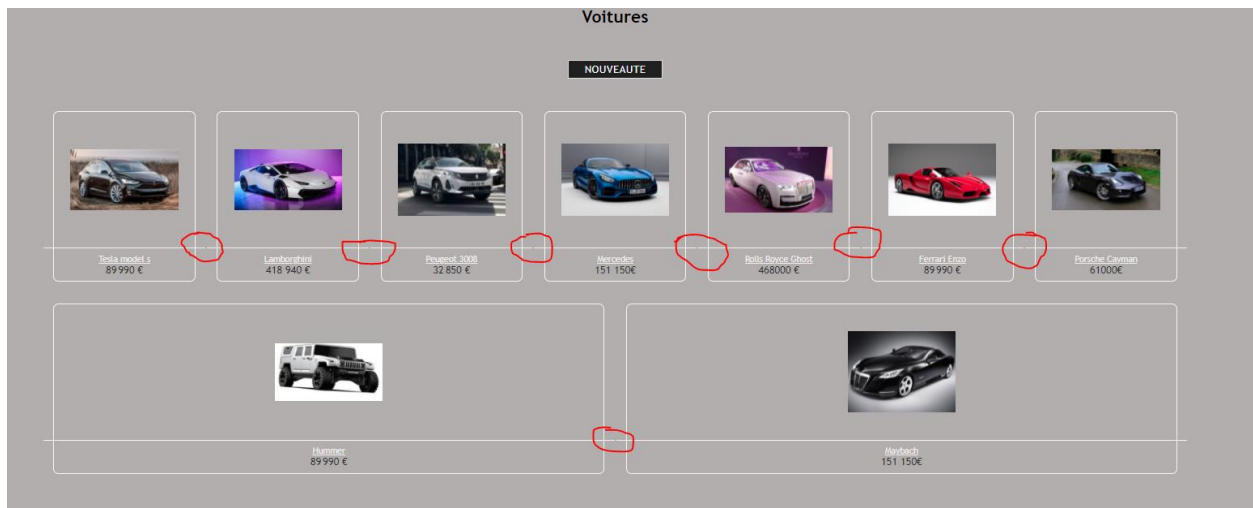 Voitures
NOUVEAUTE
Tesla model s
89 990 €
Lamborghini
418 940 €
Peugeot 3008
32 850 €
Mercedes
151 150€
Rolls Royce Ghost
468000 €
Ferrari Enzo
89 990 €
Porsche Cayman
61000€
Hummer
89 990 €
Maybach
151 150€